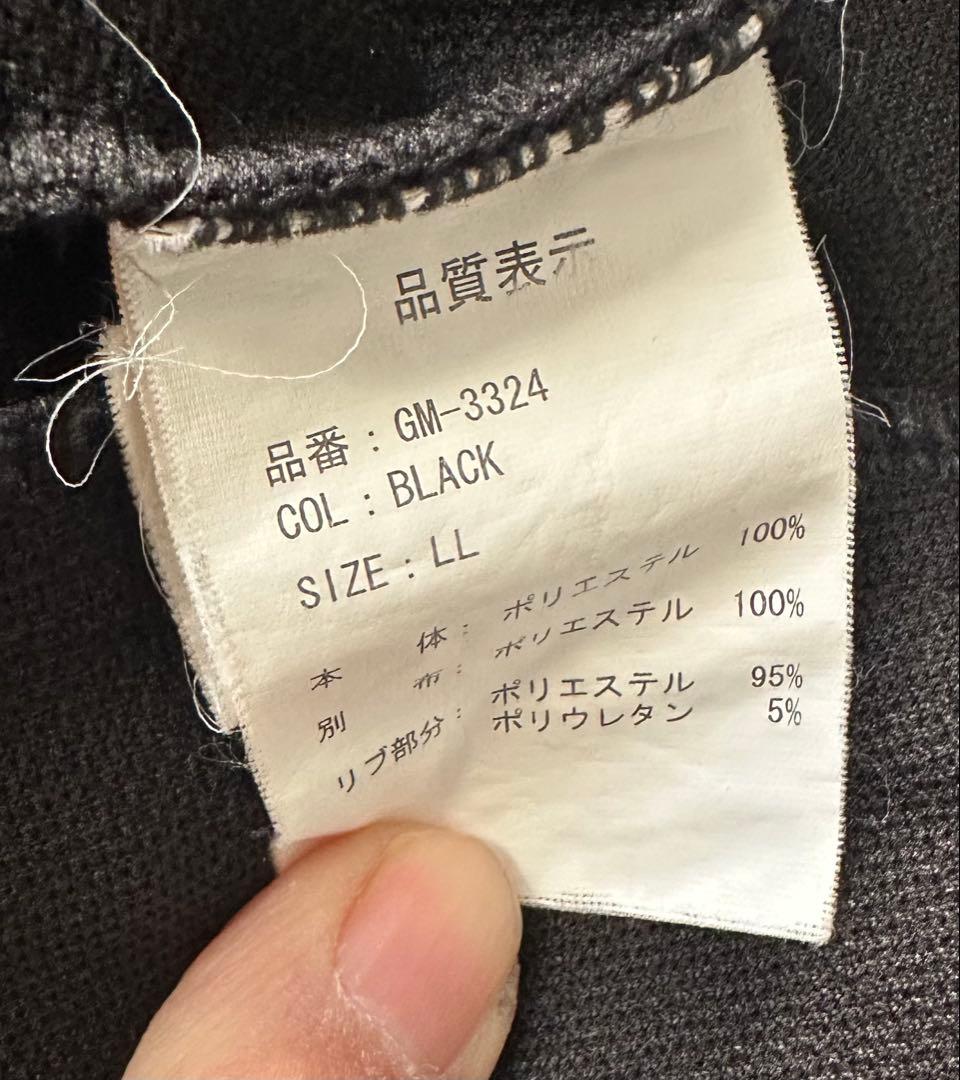 品質表示
品番：GM-3324
COL：BLACK
SIZE：LL
本　体：ポリエステル 100%
別　布：ポリエステル 100%
リブ部分：ポリエステル 95%
ポリウレタン 5%